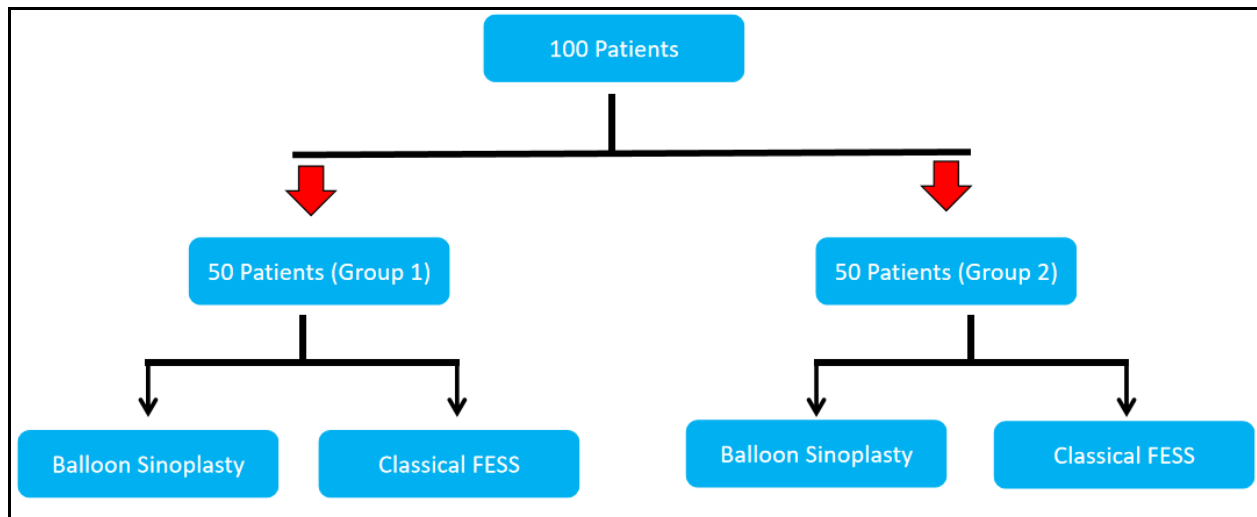 100 Patients
50 Patients (Group 1)
50 Patients (Group 2)
Balloon Sinoplasty
Classical FESS
Balloon Sinoplasty
Classical FESS